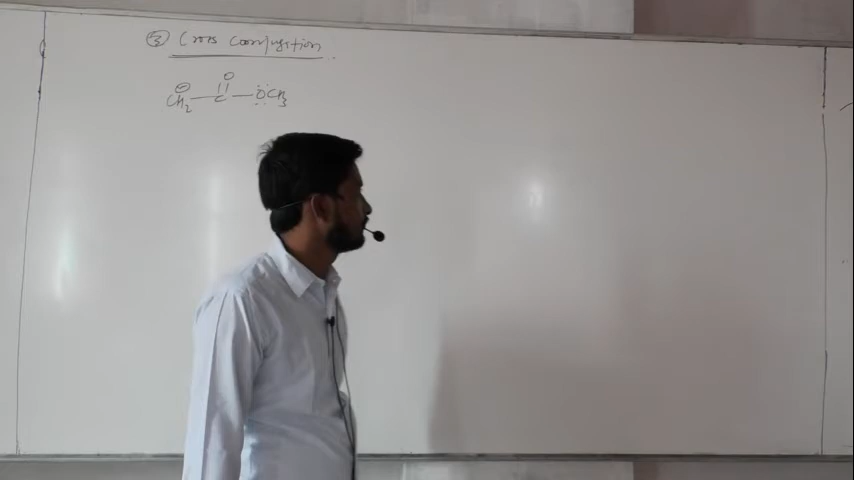 ③ Cross Conjugation
⊖ O
CH2 — C — OCH3